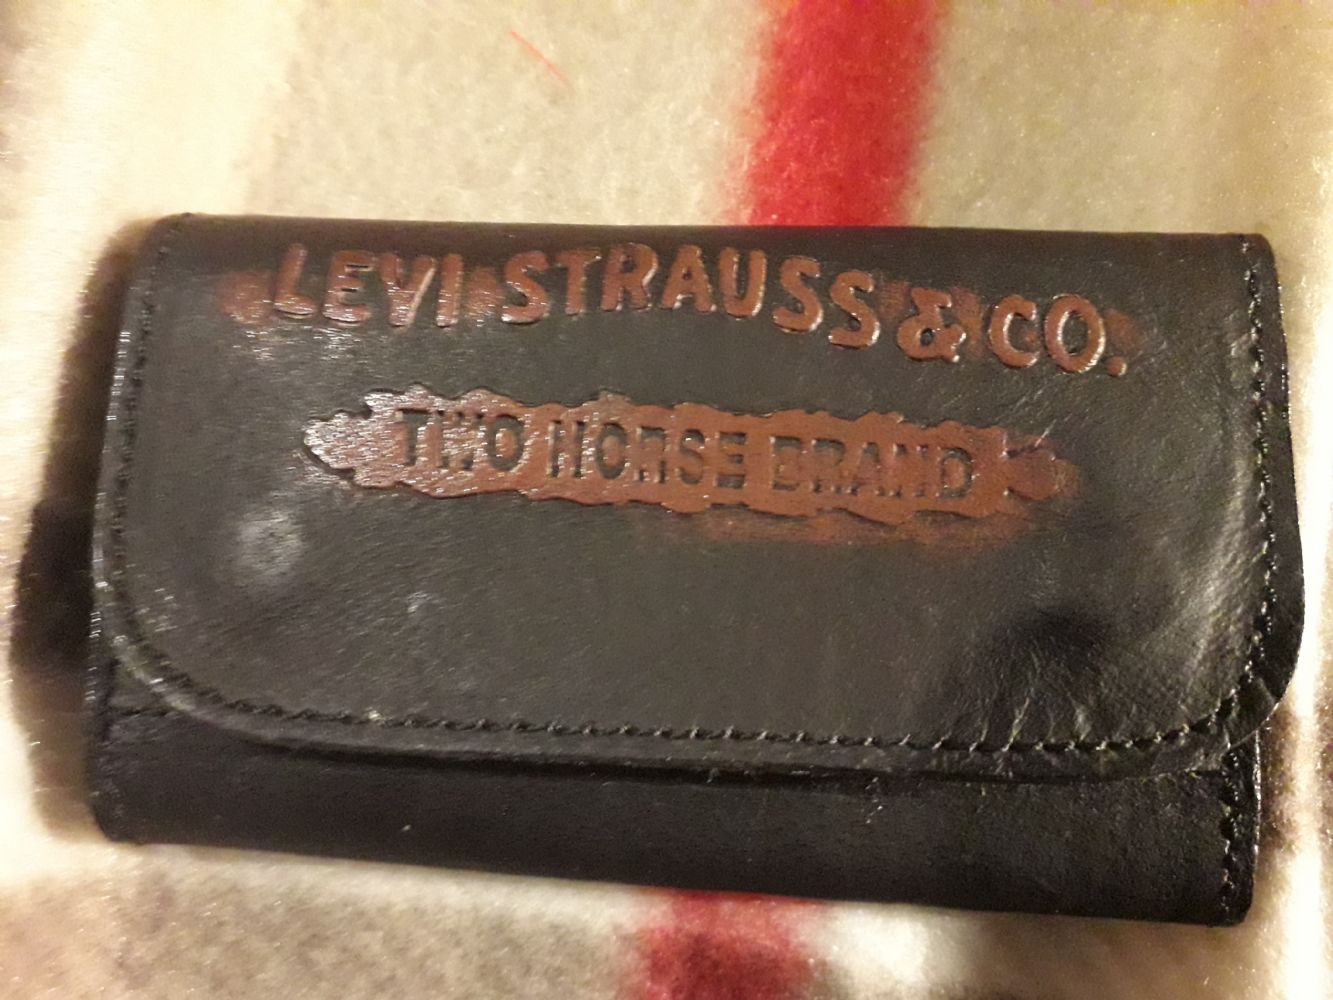 LEVI STRAUSS & CO.
TWO HORSE BRAND